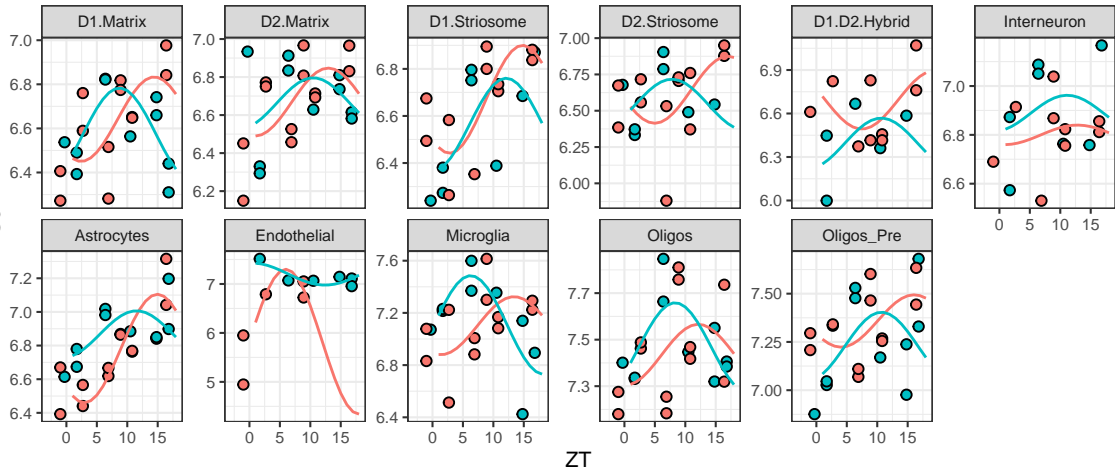 D1.Matrix D2.Matrix D1.Striosome D2.Striosome D1.D2.Hybrid Interneuron
7.0 6.8 6.6 6.4
7.0 6.8 6.6 6.4 6.2
6.8 6.6 6.4
7.00 6.75 6.50 6.25 6.00
6.9 6.6 6.3 6.0
7.0 6.8 6.6
0 5 10 15
Astrocytes Endothelial Microglia Oligos Oligos_Pre
7.2 7.0 6.8 6.6 6.4
7 6 5
7.6 7.2 6.8 6.4
7.7 7.5 7.3
7.50 7.25 7.00
0 5 10 15 0 5 10 15 0 5 10 15 0 5 10 15 0 5 10 15
ZT